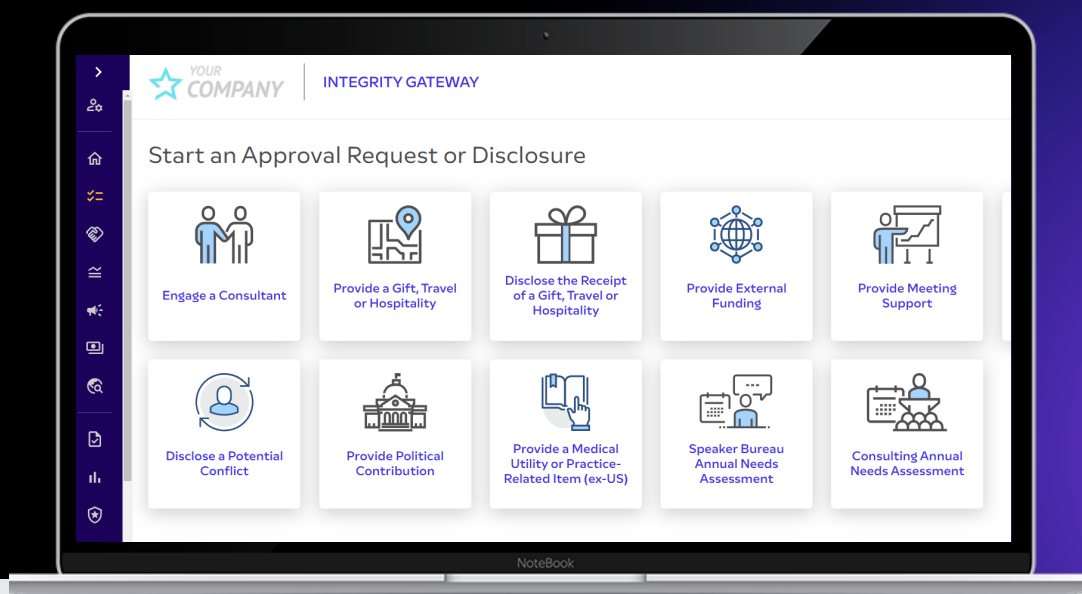 YOUR
COMPANY
INTEGRITY GATEWAY
Start an Approval Request or Disclosure
Engage a Consultant
Provide a Gift, Travel
or Hospitality
Disclose the Receipt
of a Gift, Travel or
Hospitality
Provide External
Funding
Provide Meeting
Support
Disclose a Potential
Conflict
Provide Political
Contribution
Provide a Medical
Utility or Practice-
Related Item (ex-US)
Speaker Bureau
Annual Needs
Assessment
Consulting Annual
Needs Assessment
NoteBook